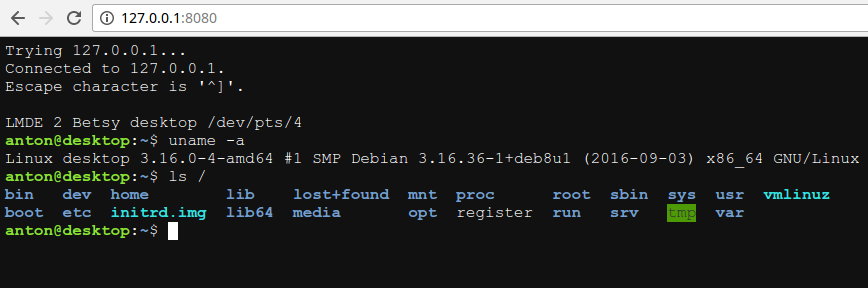 127.0.0.1:8080
Trying 127.0.0.1...
Connected to 127.0.0.1.
Escape character is '^]'.
LMDE 2 Betsy desktop /dev/pts/4
anton@desktop:~$ uname -a
Linux desktop 3.16.0-4-amd64 #1 SMP Debian 3.16.36-1+deb8u1 (2016-09-03) x86_64 GNU/Linux
anton@desktop:~$ ls /
bin dev home lib lost+found mnt proc root sbin sys usr vmlinuz
boot etc initrd.img lib64 media opt register run srv tmp var
anton@desktop:~$